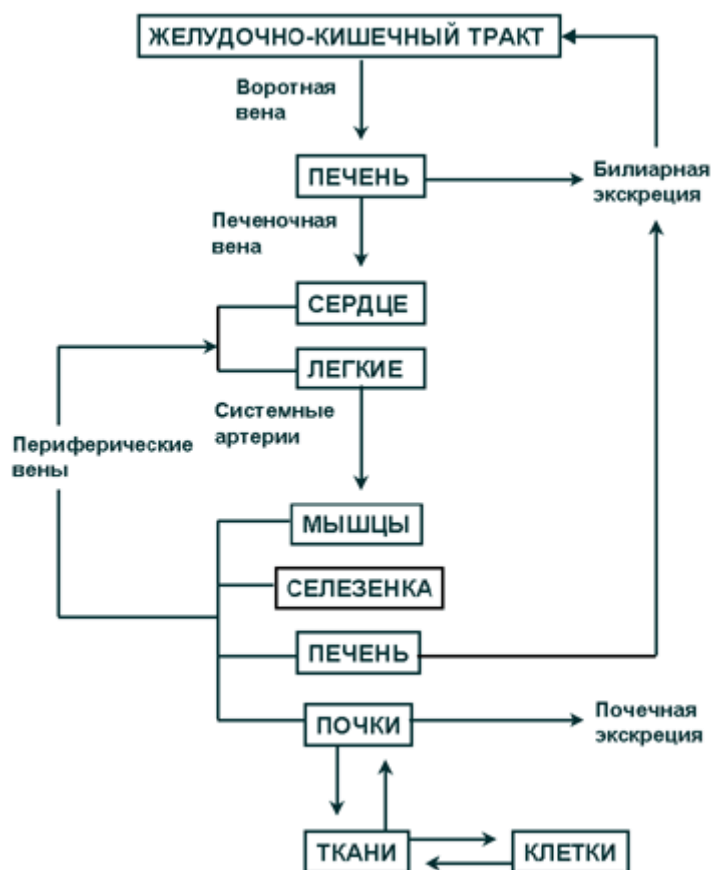 ЖЕЛУДОЧНО-КИШЕЧНЫЙ ТРАКТ
Воротная
вена
ПЕЧЕНЬ
Билиарная
экскреция
Печеночная
вена
СЕРДЦЕ
ЛЕГКИЕ
Системные
артерии
Периферические
вены
МЫШЦЫ
СЕЛЕЗЕНКА
ПЕЧЕНЬ
ПОЧКИ
Почечная
экскреция
ТКАНИ
КЛЕТКИ